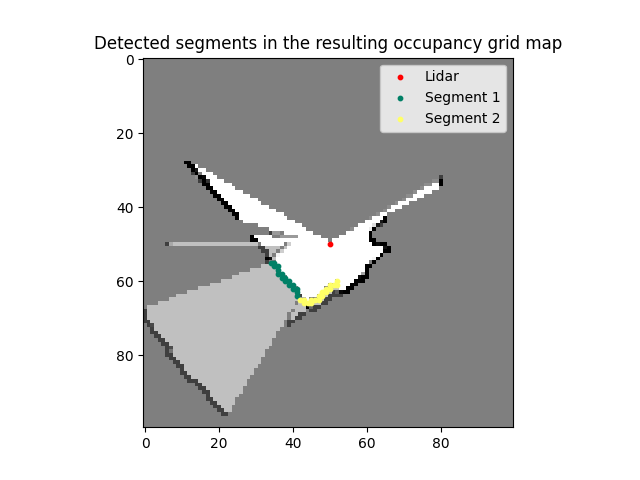 Detected segments in the resulting occupancy grid map
Lidar
Segment 1
Segment 2
0
20
40
60
80
0
20
40
60
80